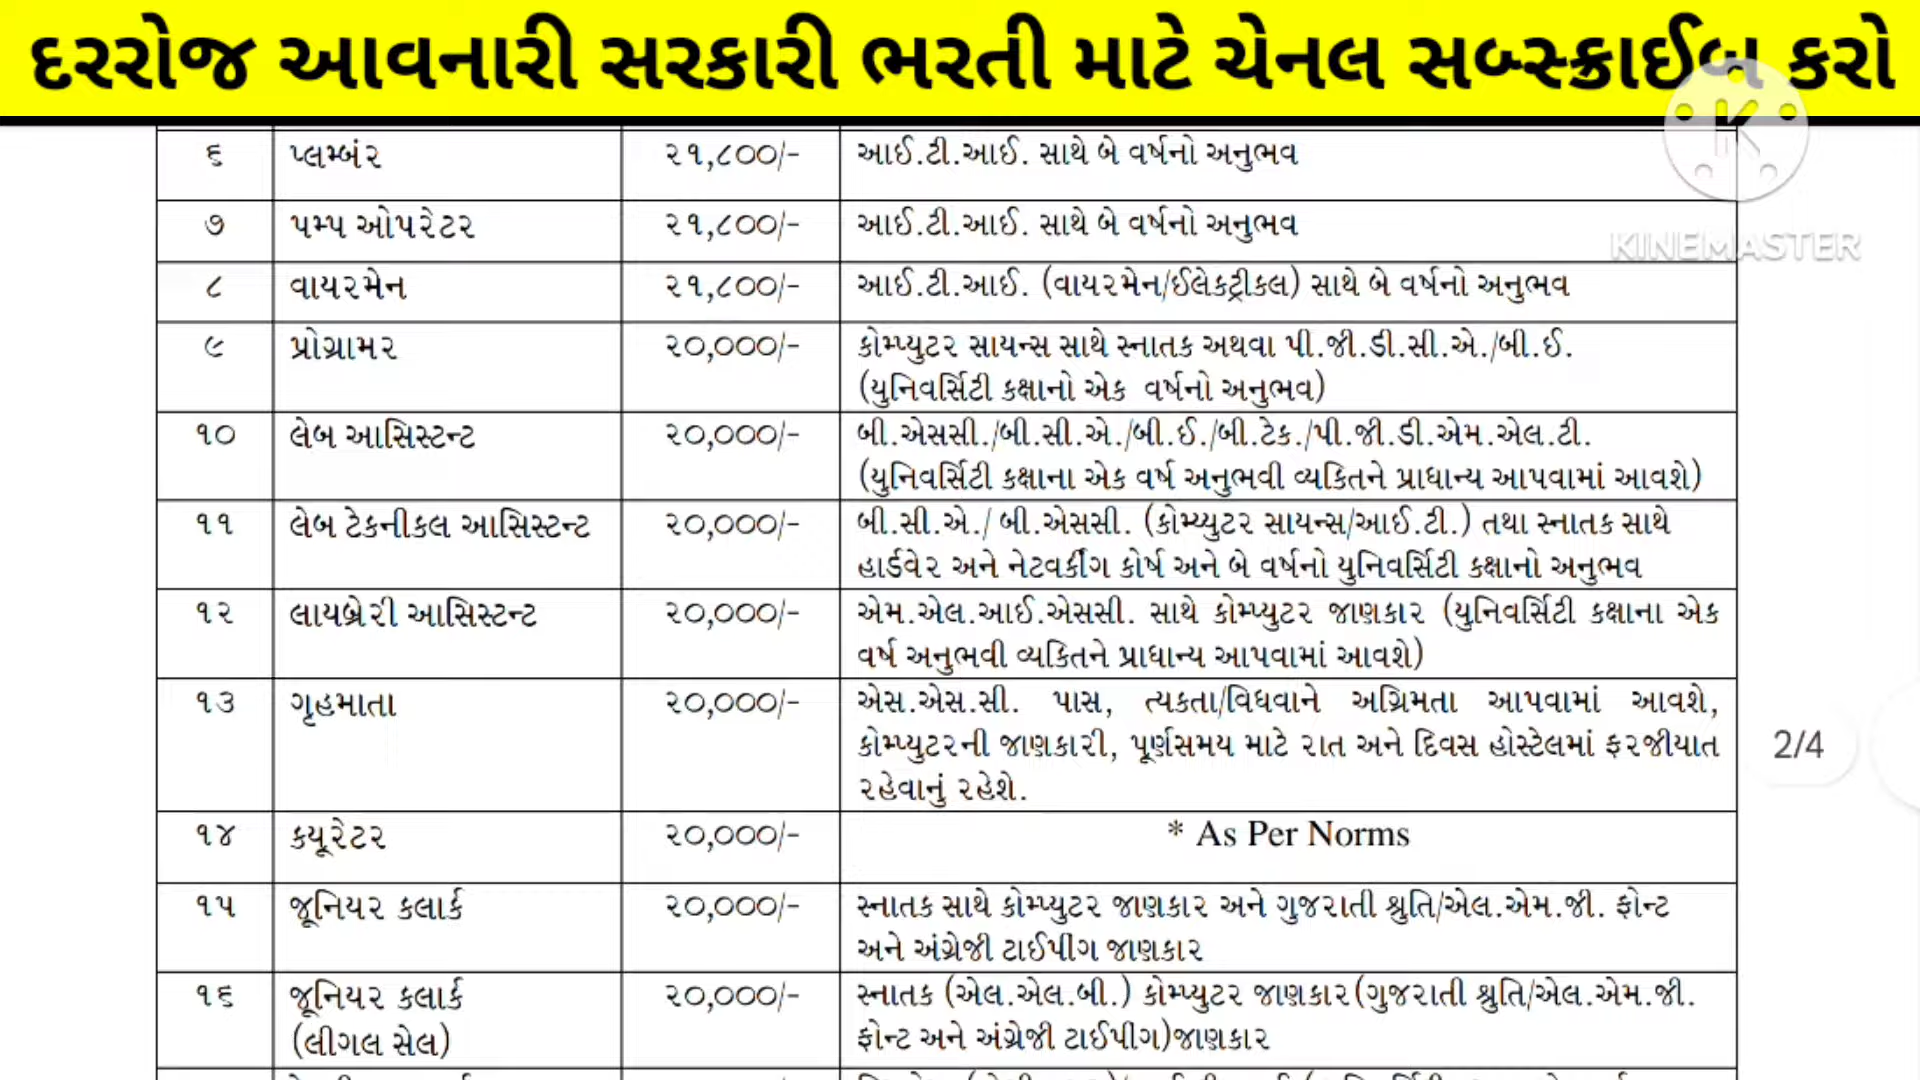 દરરોજ આવનારી સરકારી ભરતી માટે ચેનલ સબ્સ્ક્રાઈબ કરો
૬ પ્લમ્બંર ૨૧,૮૦૦/- આઈ.ટી.આઈ. સાથે બે વર્ષનો અનુભવ
૭ પમ્પ ઓપરેટર ૨૧,૮૦૦/- આઈ.ટી.આઈ. સાથે બે વર્ષનો અનુભવ
KINEMASTER
૮ વાયરમેન ૨૧,૮૦૦/- આઈ.ટી.આઈ. (વાયરમેન/ઈલેકટ્રીકલ) સાથે બે વર્ષનો અનુભવ
૯ પ્રોગ્રામર ૨૦,૦૦૦/- કોમ્પ્યુટર સાયન્સ સાથે સ્નાતક અથવા પી.જી.ડી.સી.એ./બી.ઈ.
(યુનિવર્સિટી કક્ષાનો એક વર્ષનો અનુભવ)
૧૦ લેબ આસિસ્ટન્ટ ૨૦,૦૦૦/- બી.એસસી./બી.સી.એ./બી.ઈ./બી.ટેક./પી.જી.ડી.એમ.એલ.ટી.
(યુનિવર્સિટી કક્ષાના એક વર્ષ અનુભવી વ્યકિતને પ્રાધાન્ય આપવામાં આવશે)
૧૧ લેબ ટેકનીકલ આસિસ્ટન્ટ ૨૦,૦૦૦/- બી.સી.એ./ બી.એસસી. (કોમ્પ્યુટર સાયન્સ/આઈ.ટી.) તથા સ્નાતક સાથે
હાર્ડવેર અને નેટવર્કીંગ કોર્ષ અને બે વર્ષનો યુનિવર્સિટી કક્ષાનો અનુભવ
૧૨ લાયબ્રેરી આસિસ્ટન્ટ ૨૦,૦૦૦/- એમ.એલ.આઈ.એસસી. સાથે કોમ્પ્યુટર જાણકાર (યુનિવર્સિટી કક્ષાના એક
વર્ષ અનુભવી વ્યકિતને પ્રાધાન્ય આપવામાં આવશે)
૧૩ ગૃહમાતા ૨૦,૦૦૦/- એસ.એસ.સી. પાસ, ત્યકતા/વિધવાને અગ્રિમતા આપવામાં આવશે,
કોમ્પ્યુટરની જાણકારી, પૂર્ણસમય માટે રાત અને દિવસ હોસ્ટેલમાં ફરજીયાત
રહેવાનું રહેશે.
2/4
૧૪ કયૂરેટર ૨૦,૦૦૦/- * As Per Norms
૧૫ જૂનિયર કલાર્ક ૨૦,૦૦૦/- સ્નાતક સાથે કોમ્પ્યુટર જાણકાર અને ગુજરાતી શ્રુતિ/એલ.એમ.જી. ફોન્ટ
અને અંગ્રેજી ટાઈપીંગ જાણકાર
૧૬ જૂનિયર કલાર્ક ૨૦,૦૦૦/- સ્નાતક (એલ.એલ.બી.) કોમ્પ્યુટર જાણકાર(ગુજરાતી શ્રુતિ/એલ.એમ.જી.
(લીગલ સેલ) ફોન્ટ અને અંગ્રેજી ટાઈપીંગ)જાણકાર